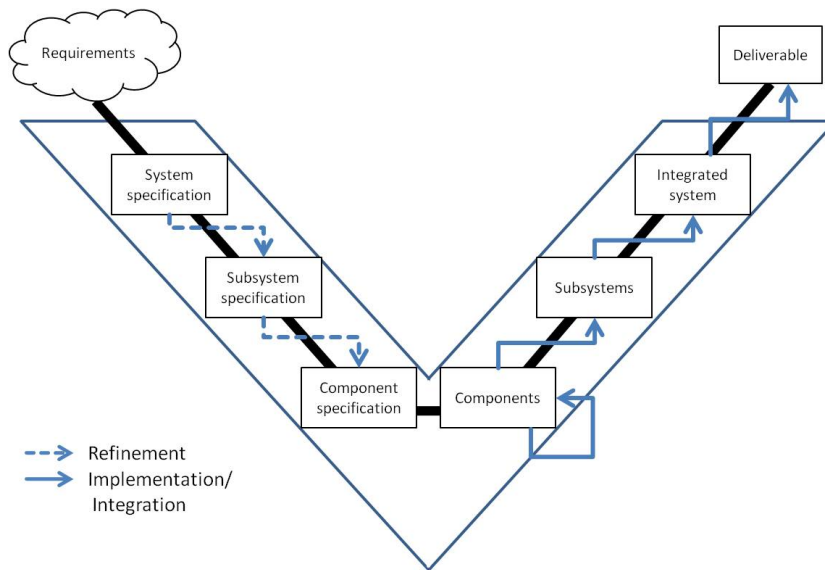 Requirements
Deliverable
System
specification
Integrated
system
Subsystem
specification
Subsystems
Component
specification
Components
Refinement
Implementation/
Integration